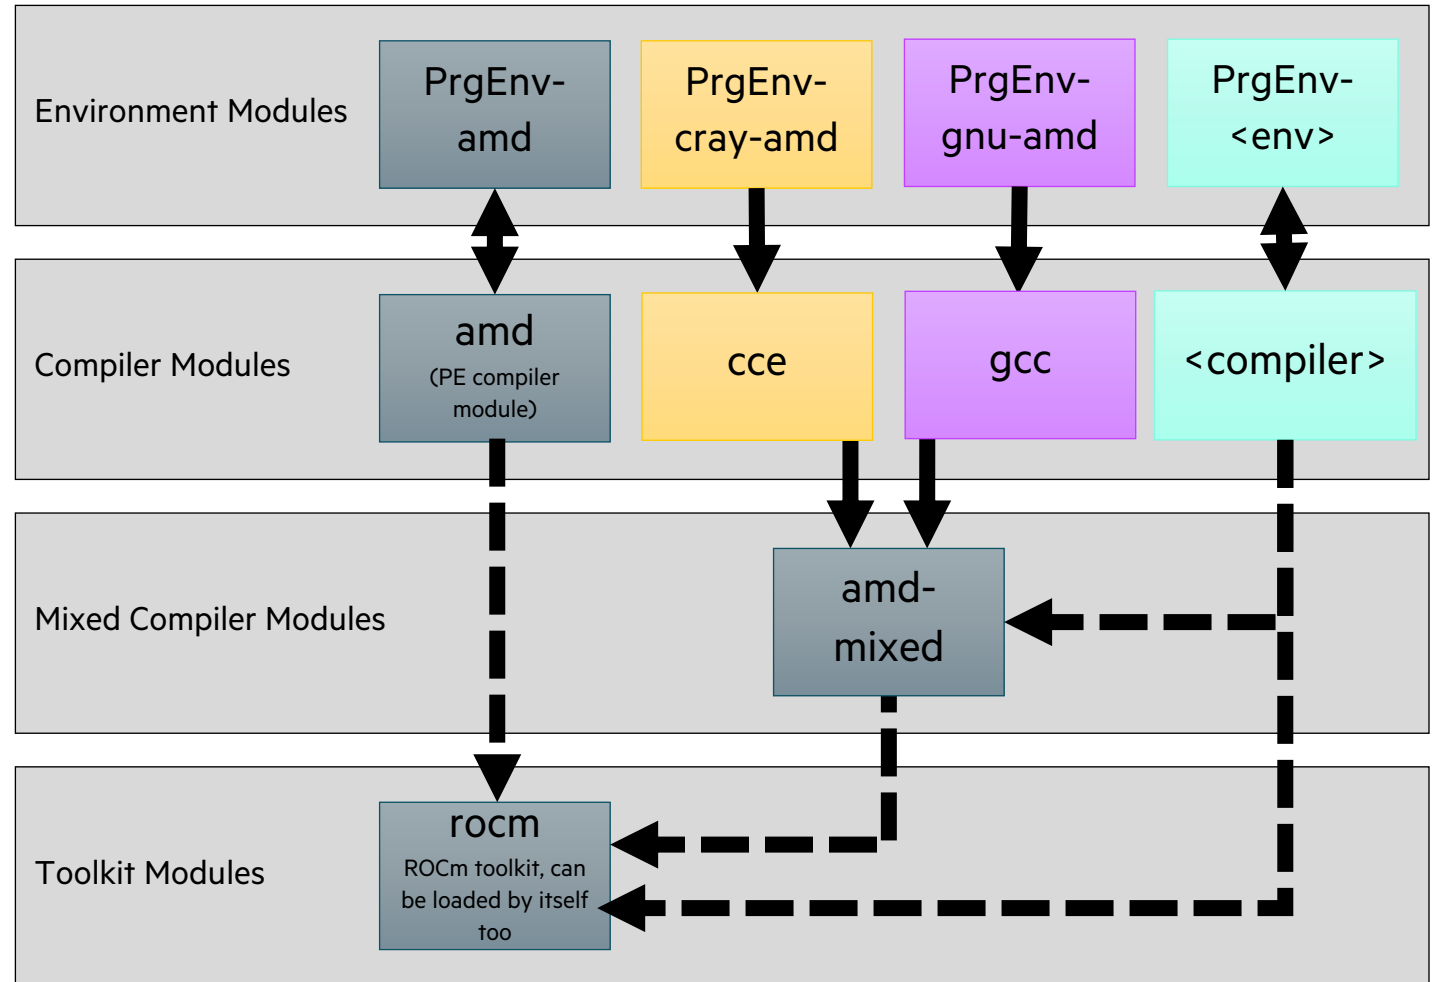 Environment Modules
PrgEnv-
amd
PrgEnv-
cray-amd
PrgEnv-
gnu-amd
PrgEnv-
<env>
Compiler Modules
amd
(PE compiler
module)
cce
gcc
<compiler>
Mixed Compiler Modules
amd-
mixed
Toolkit Modules
rocm
ROCm toolkit, can
be loaded by itself
too